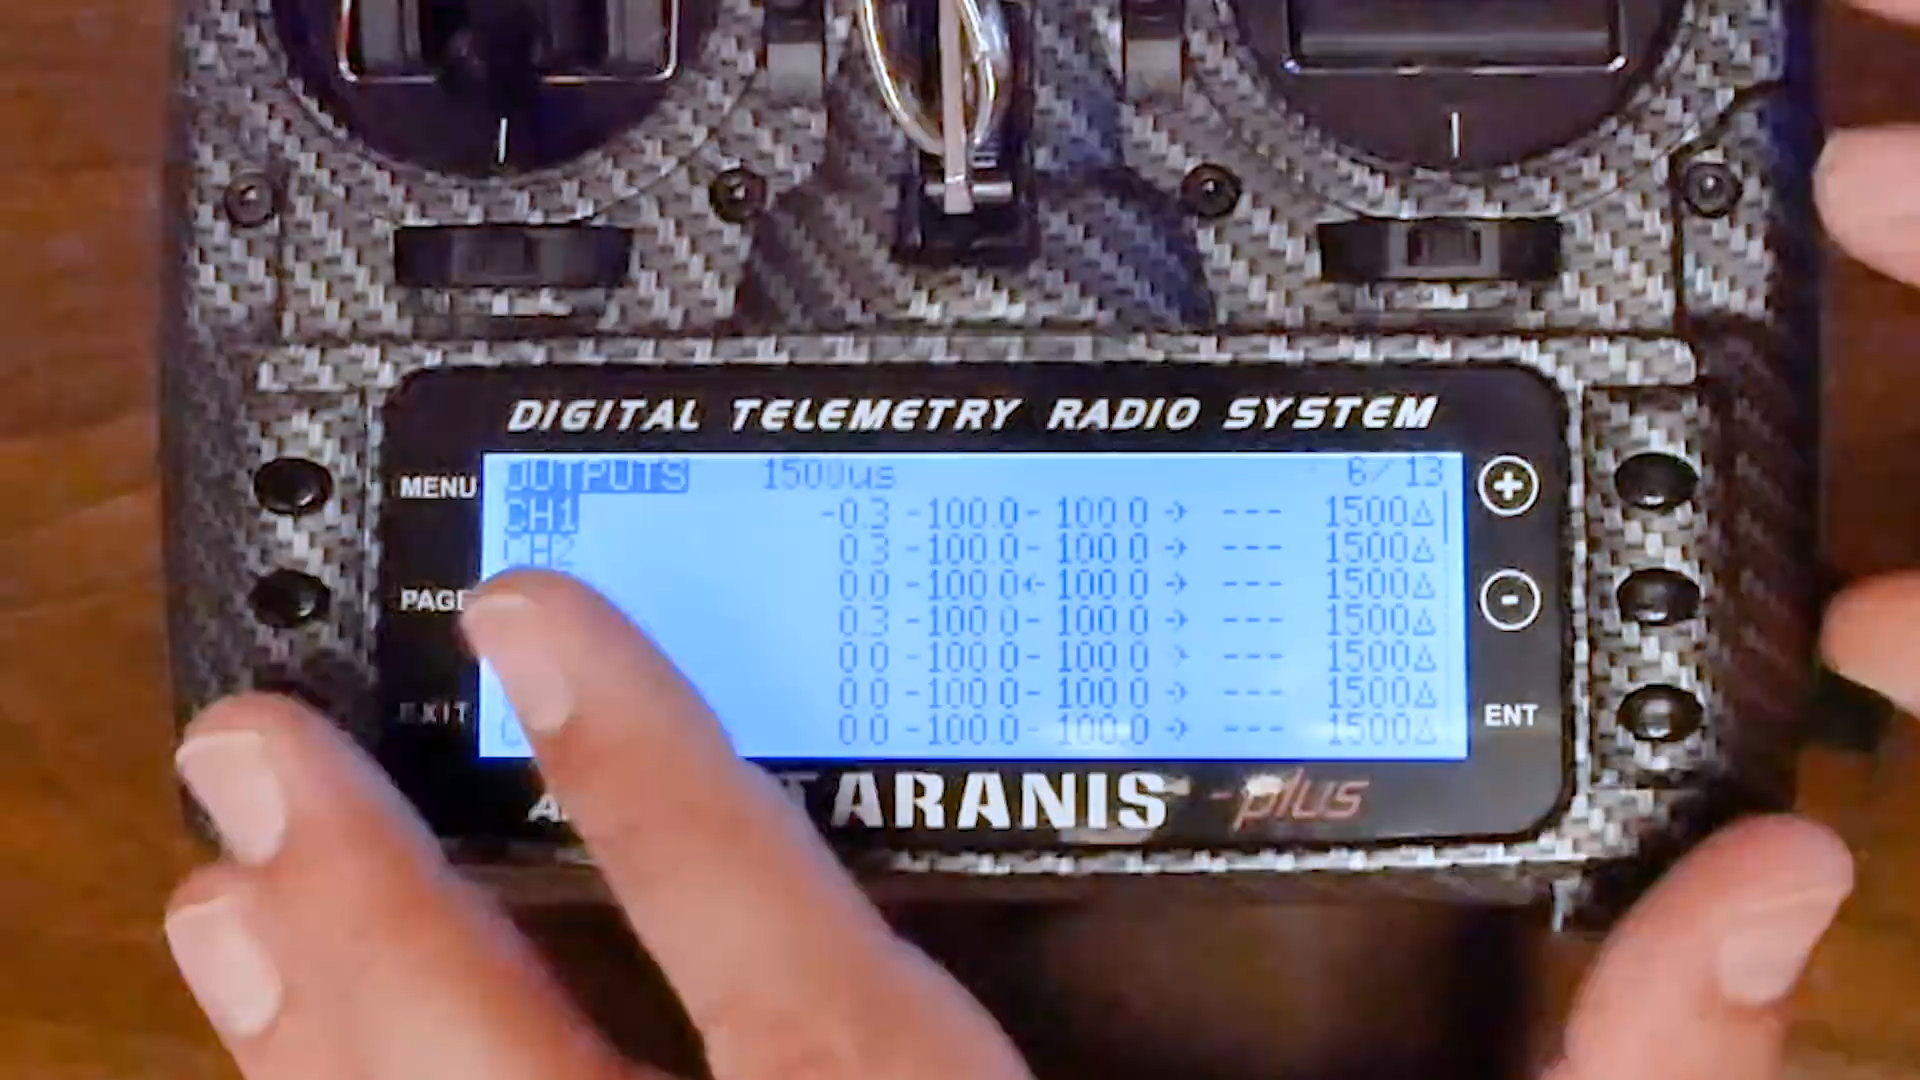 DIGITAL TELEMETRY RADIO SYSTEM
MENU
OUTPUTS 1500us 6/13
CH1 -0.3 -100.0- 100.0 → --- 1500△
CH2 0.3 -100.0- 100.0 → --- 1500△
PAGE
0.0 -100.0← 100.0 → --- 1500△
0.3 -100.0- 100.0 → --- 1500△
0.0 -100.0- 100.0 → --- 1500△
0.0 -100.0- 100.0 → --- 1500△
EXIT
0.0 -100.0- 100.0 → --- 1500△
+
-
ENT
TARANIS -plus